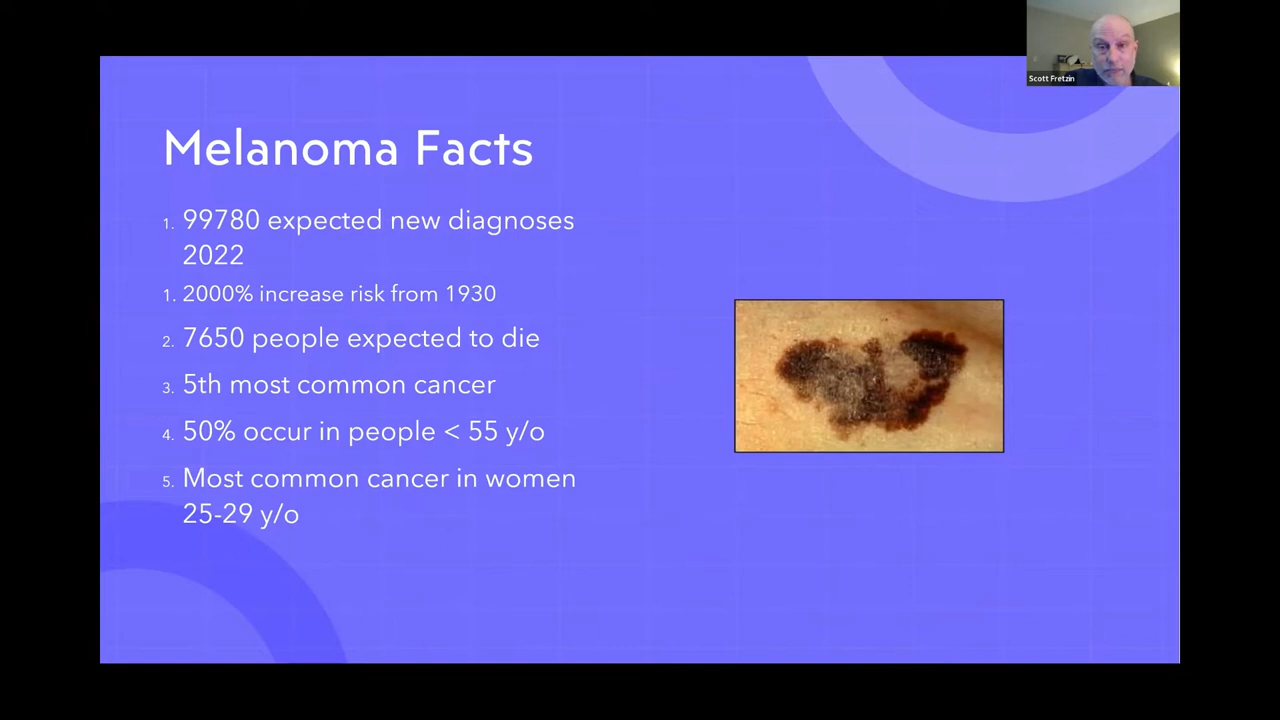 Scott Fretzin
Melanoma Facts
1. 99780 expected new diagnoses
2022
1. 2000% increase risk from 1930
2. 7650 people expected to die
3. 5th most common cancer
4. 50% occur in people < 55 y/o
5. Most common cancer in women
25-29 y/o